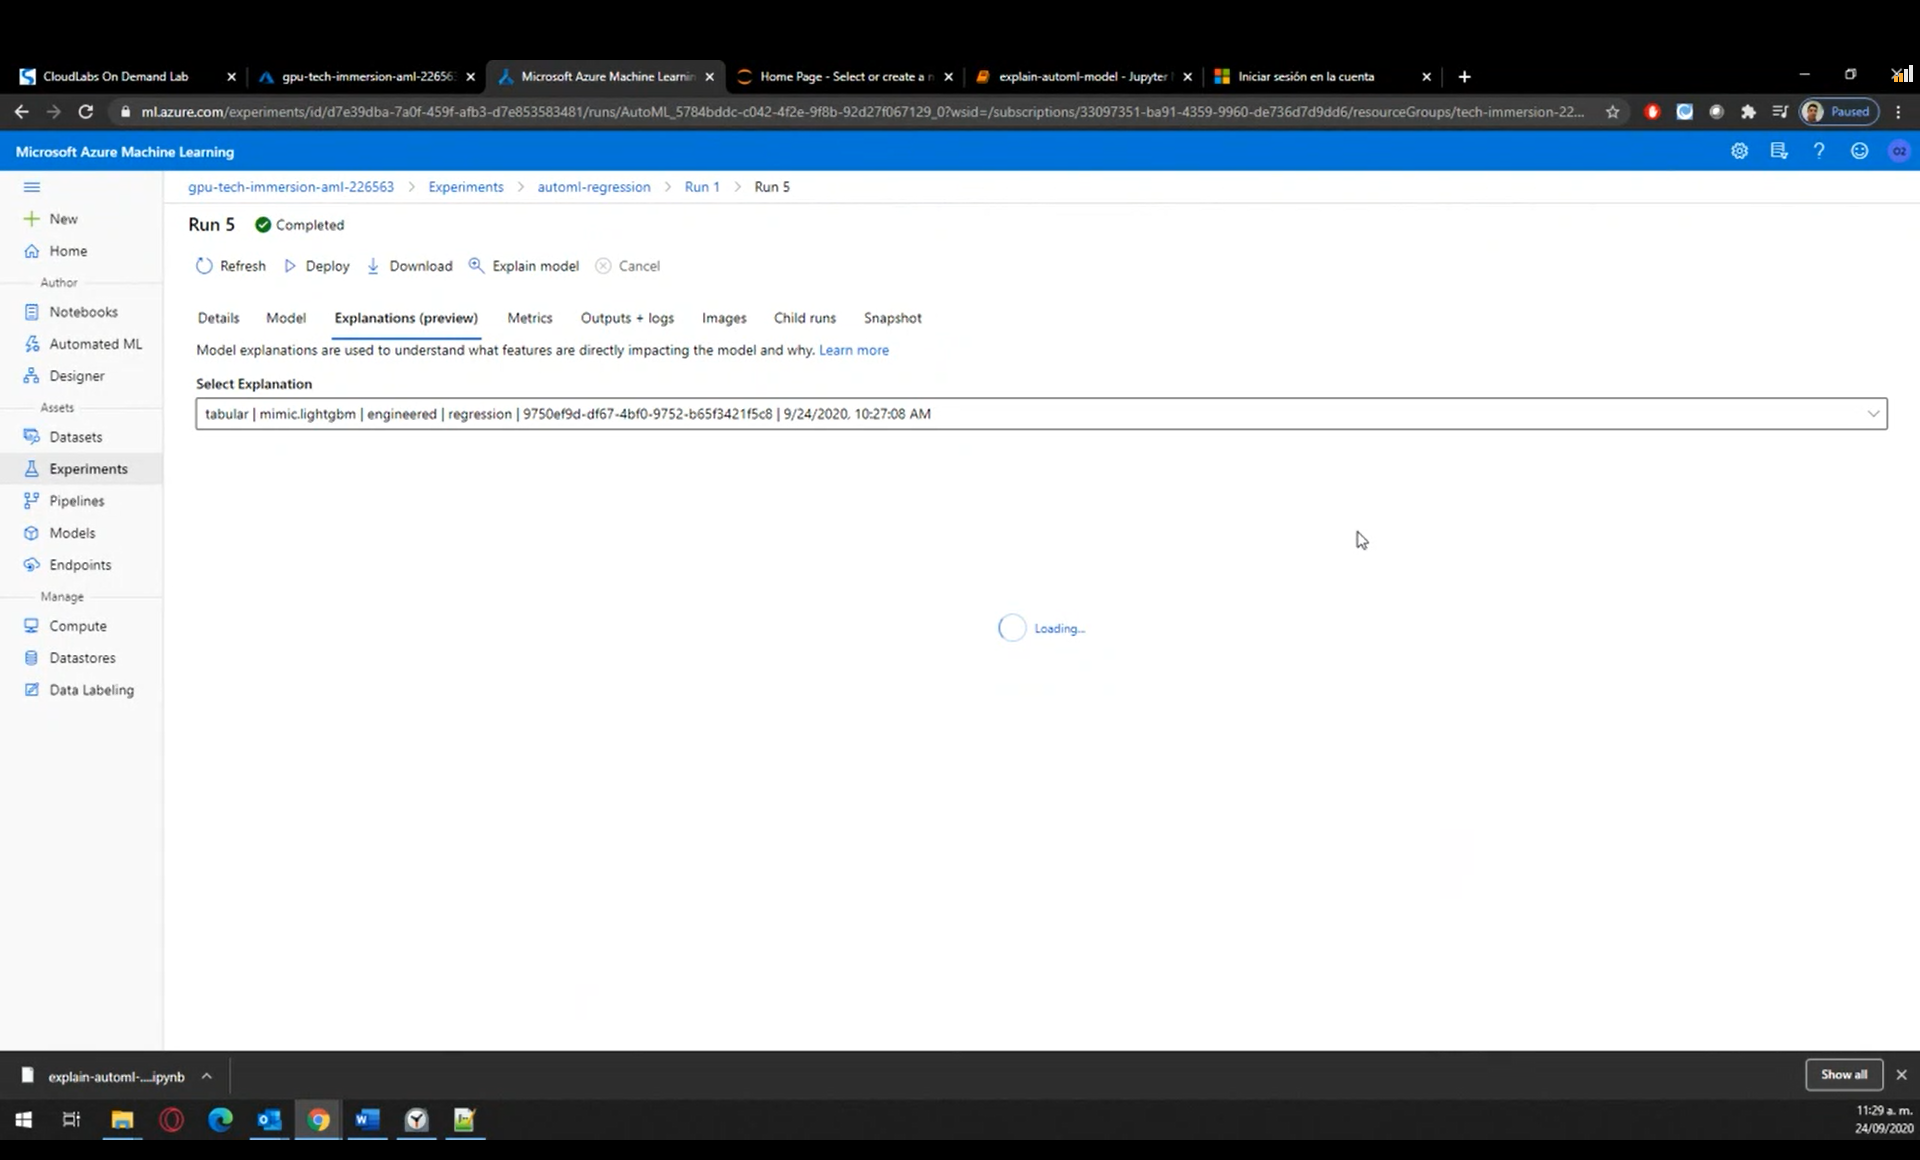 CloudLabs On Demand Lab
gpu-tech-immersion-aml-22656
Microsoft Azure Machine Learnin
Home Page - Select or create a n
explain-automl-model - Jupyter
Iniciar sesión en la cuenta
ml.azure.com/experiments/id/d7e39dba-7a0f-459f-afb3-d7e853583481/runs/AutoML_5784bddc-c042-4f2e-9f8b-92d27f067129_0?wsid=/subscriptions/33097351-ba91-4359-9960-de736d7d9dd6/resourceGroups/tech-immersion-22...
Paused
Microsoft Azure Machine Learning
OZ
gpu-tech-immersion-aml-226563 > Experiments > automl-regression > Run 1 > Run 5
New
Home
Author
Notebooks
Automated ML
Designer
Assets
Datasets
Experiments
Pipelines
Models
Endpoints
Manage
Compute
Datastores
Data Labeling
Run 5 Completed
Refresh Deploy Download Explain model Cancel
Details Model Explanations (preview) Metrics Outputs + logs Images Child runs Snapshot
Model explanations are used to understand what features are directly impacting the model and why. Learn more
Select Explanation
tabular | mimic.lightgbm | engineered | regression | 9750ef9d-df67-4bf0-9752-b65f3421f5c8 | 9/24/2020, 10:27:08 AM
Loading...
explain-automl-....ipynb
Show all
11:29 a. m.
24/09/2020